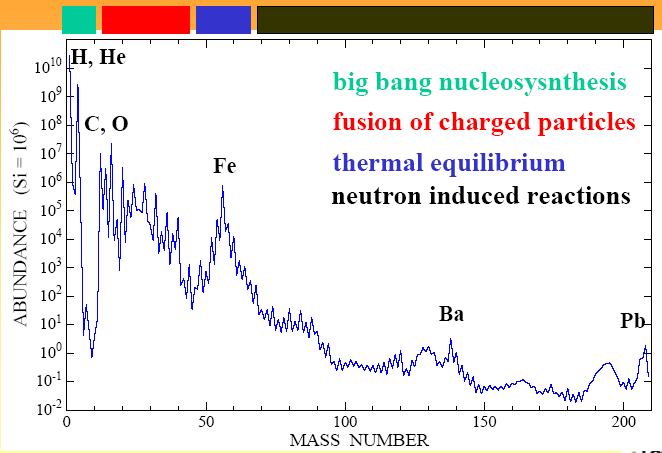 H, He
C, O
Fe
Ba
Pb
big bang nucleosysnthesis
fusion of charged particles
thermal equilibrium
neutron induced reactions
ABUNDANCE (Si = 10⁶)
10¹⁰
10⁹
10⁸
10⁷
10⁶
10⁵
10⁴
10³
10²
10¹
10⁰
10⁻¹
10⁻²
0 50 100 150 200
MASS NUMBER